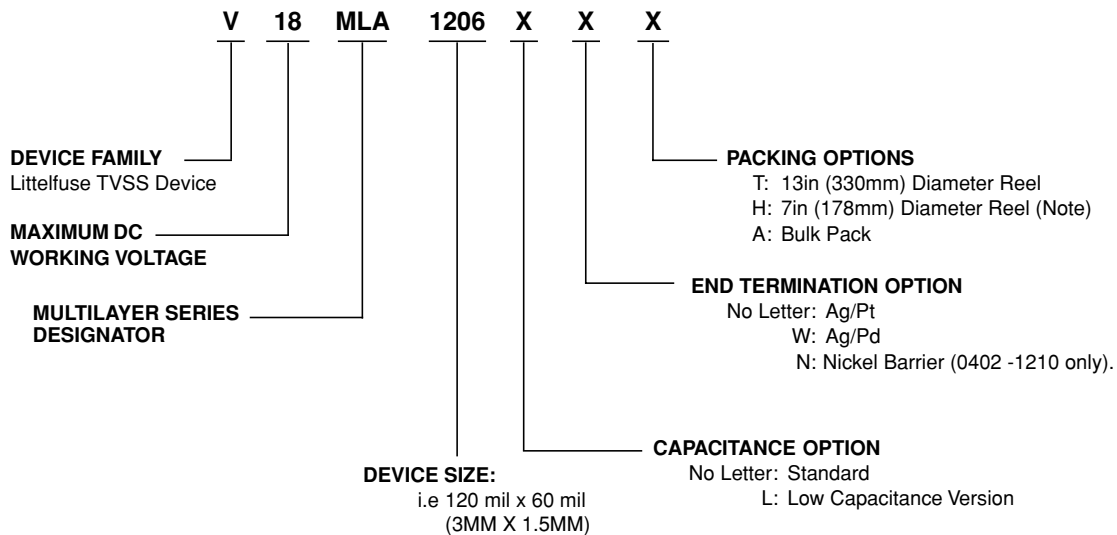 V 18 MLA 1206 X X X
DEVICE FAMILY
Littelfuse TVSS Device
MAXIMUM DC
WORKING VOLTAGE
MULTILAYER SERIES
DESIGNATOR
DEVICE SIZE:
i.e 120 mil x 60 mil
(3MM X 1.5MM)
PACKING OPTIONS
T: 13in (330mm) Diameter Reel
H: 7in (178mm) Diameter Reel (Note)
A: Bulk Pack
END TERMINATION OPTION
No Letter: Ag/Pt
W: Ag/Pd
N: Nickel Barrier (0402 -1210 only).
CAPACITANCE OPTION
No Letter: Standard
L: Low Capacitance Version